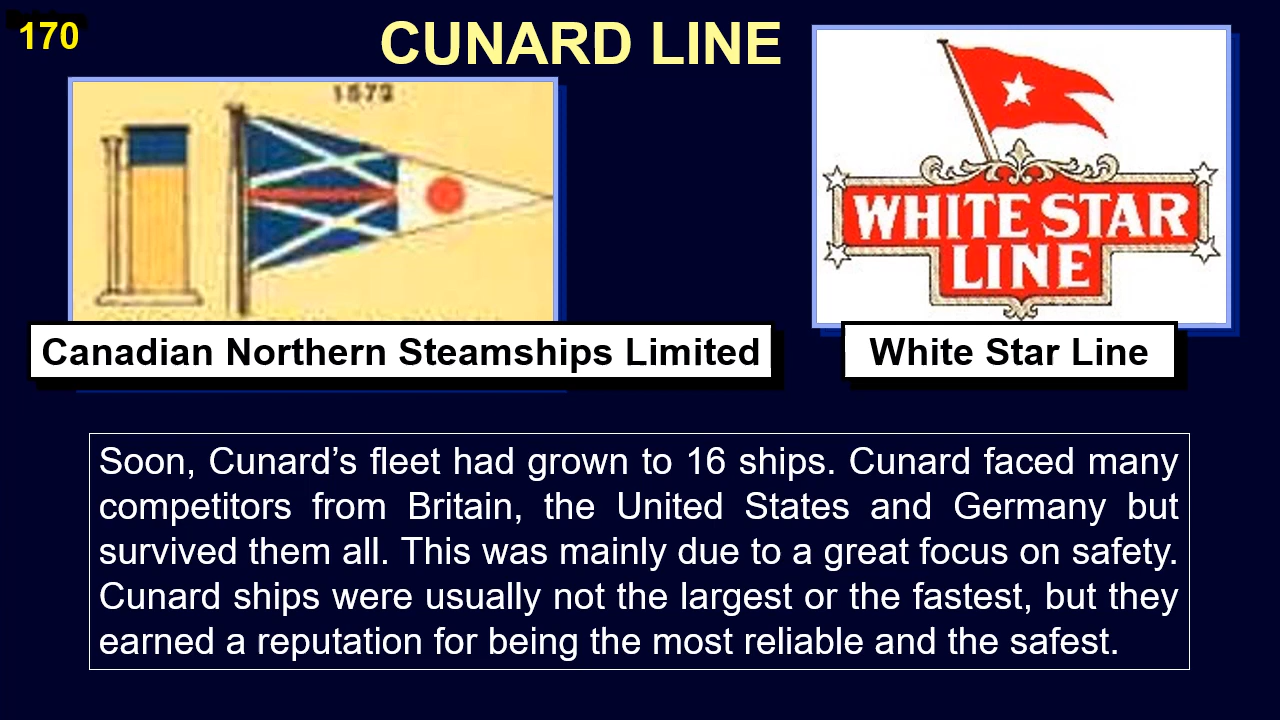 170
CUNARD LINE
1572
WHITE STAR
LINE
Canadian Northern Steamships Limited
White Star Line
Soon, Cunard’s fleet had grown to 16 ships. Cunard faced many
competitors from Britain, the United States and Germany but
survived them all. This was mainly due to a great focus on safety.
Cunard ships were usually not the largest or the fastest, but they
earned a reputation for being the most reliable and the safest.